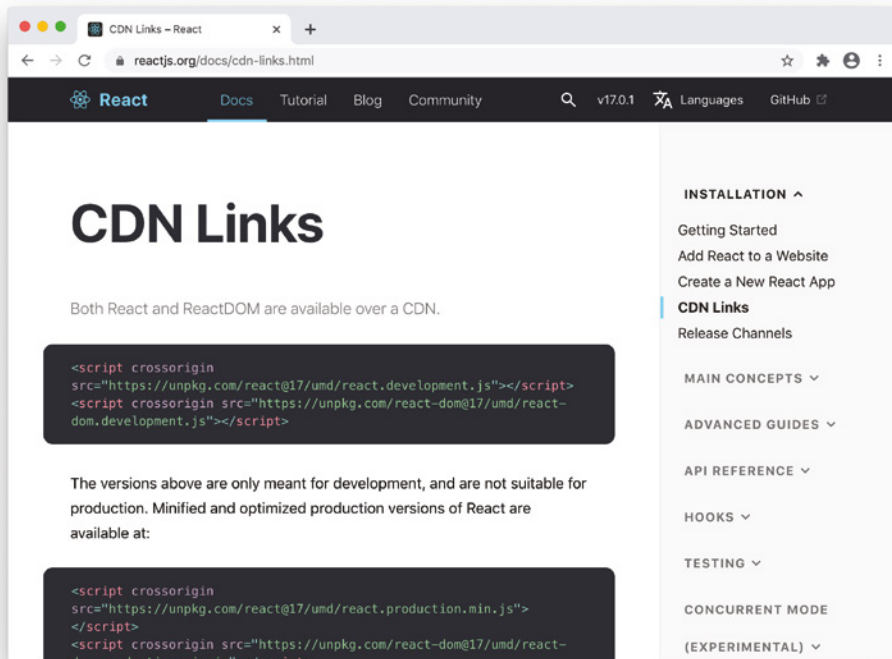 CDN Links – React
reactjs.org/docs/cdn-links.html
React Docs Tutorial Blog Community v17.0.1 Languages GitHub
CDN Links
Both React and ReactDOM are available over a CDN.
<script crossorigin
src="https://unpkg.com/react@17/umd/react.development.js"></script>
<script crossorigin src="https://unpkg.com/react-dom@17/umd/react-
dom.development.js"></script>
The versions above are only meant for development, and are not suitable for
production. Minified and optimized production versions of React are
available at:
<script crossorigin
src="https://unpkg.com/react@17/umd/react.production.min.js">
</script>
<script crossorigin src="https://unpkg.com/react-dom@17/umd/react-
INSTALLATION
Getting Started
Add React to a Website
Create a New React App
CDN Links
Release Channels
MAIN CONCEPTS
ADVANCED GUIDES
API REFERENCE
HOOKS
TESTING
CONCURRENT MODE
(EXPERIMENTAL)